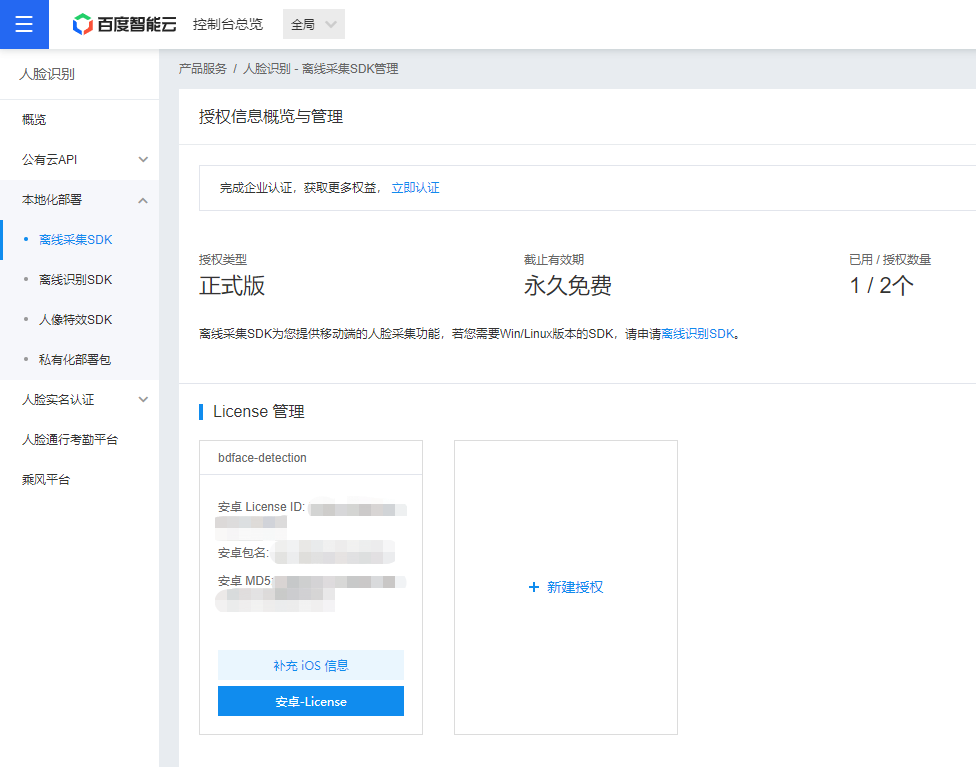 百度智能云 控制台总览 全局
人脸识别
概览
公有云API
本地化部署
离线采集SDK
离线识别SDK
人像特效SDK
私有化部署包
人脸实名认证
人脸通行考勤平台
乘风平台
产品服务 / 人脸识别 - 离线采集SDK管理
授权信息概览与管理
完成企业认证，获取更多权益， 立即认证
授权类型
正式版
截止有效期
永久免费
已用 / 授权数量
1 / 2个
离线采集SDK为您提供移动端的人脸采集功能，若您需要Win/Linux版本的SDK，请申请离线识别SDK。
License 管理
bdface-detection
安卓 License ID:
安卓包名:
安卓 MD5:
补充 iOS 信息
安卓-License
+ 新建授权